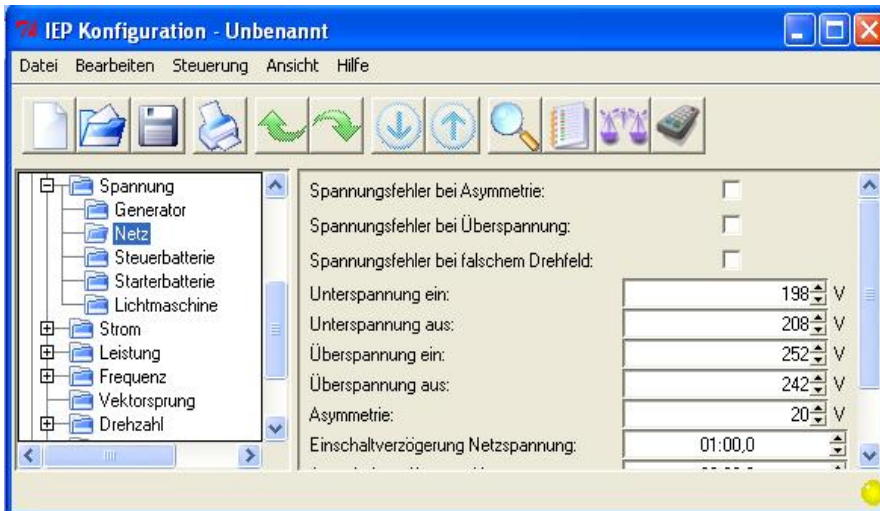 IEP Konfiguration - Unbenannt
Datei Bearbeiten Steuerung Ansicht Hilfe
Spannung
Generator
Netz
Steuerbatterie
Starterbatterie
Lichtmaschine
Strom
Leistung
Frequenz
Vektorsprung
Drehzahl
Spannungsfehler bei Asymmetrie:
Spannungsfehler bei Überspannung:
Spannungsfehler bei falschem Drehfeld:
Unterspannung ein: 198 V
Unterspannung aus: 208 V
Überspannung ein: 252 V
Überspannung aus: 242 V
Asymmetrie: 20 V
Einschaltverzögerung Netzspannung: 01:00,0